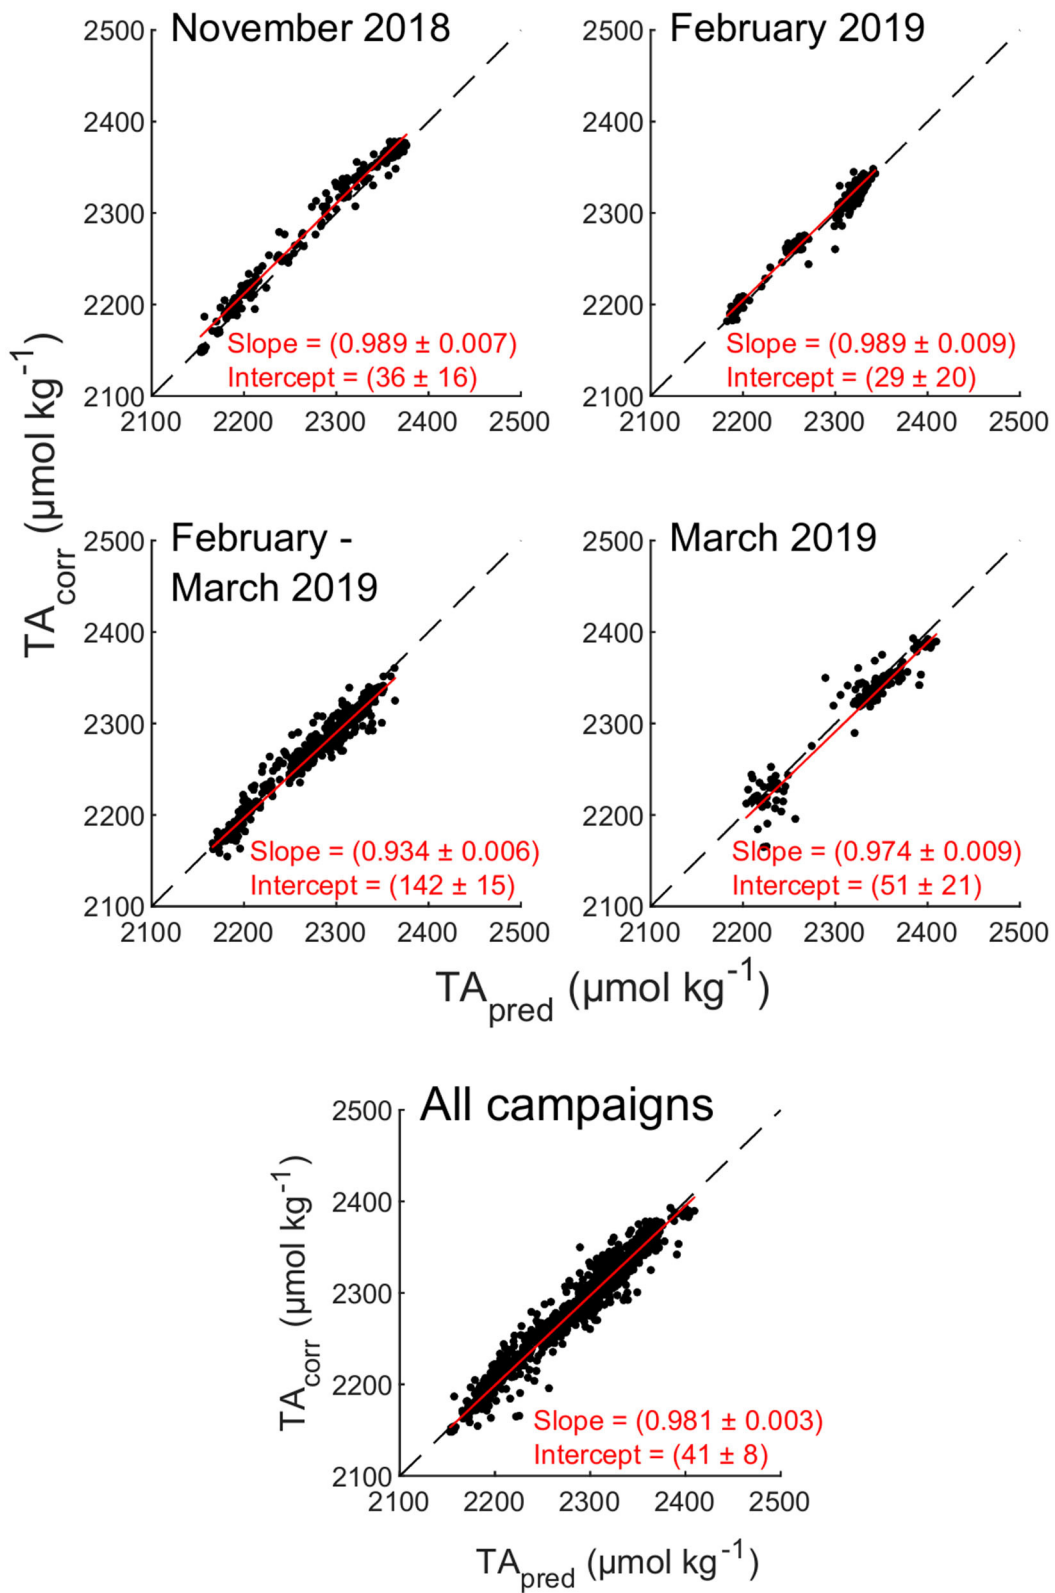 November 2018
2500
2400
2300
2200
2100
2100 2200 2300 2400 2500
Slope = (0.989 ± 0.007)
Intercept = (36 ± 16)
February 2019
2500
2400
2300
2200
2100
2100 2200 2300 2400 2500
Slope = (0.989 ± 0.009)
Intercept = (29 ± 20)
TAcorr (µmol kg-1)
February -
March 2019
2500
2400
2300
2200
2100
2100 2200 2300 2400 2500
Slope = (0.934 ± 0.006)
Intercept = (142 ± 15)
March 2019
2500
2400
2300
2200
2100
2100 2200 2300 2400 2500
Slope = (0.974 ± 0.009)
Intercept = (51 ± 21)
TApred (µmol kg-1)
All campaigns
2500
2400
2300
2200
2100
2100 2200 2300 2400 2500
Slope = (0.981 ± 0.003)
Intercept = (41 ± 8)
TAcorr (µmol kg-1)
TApred (µmol kg-1)